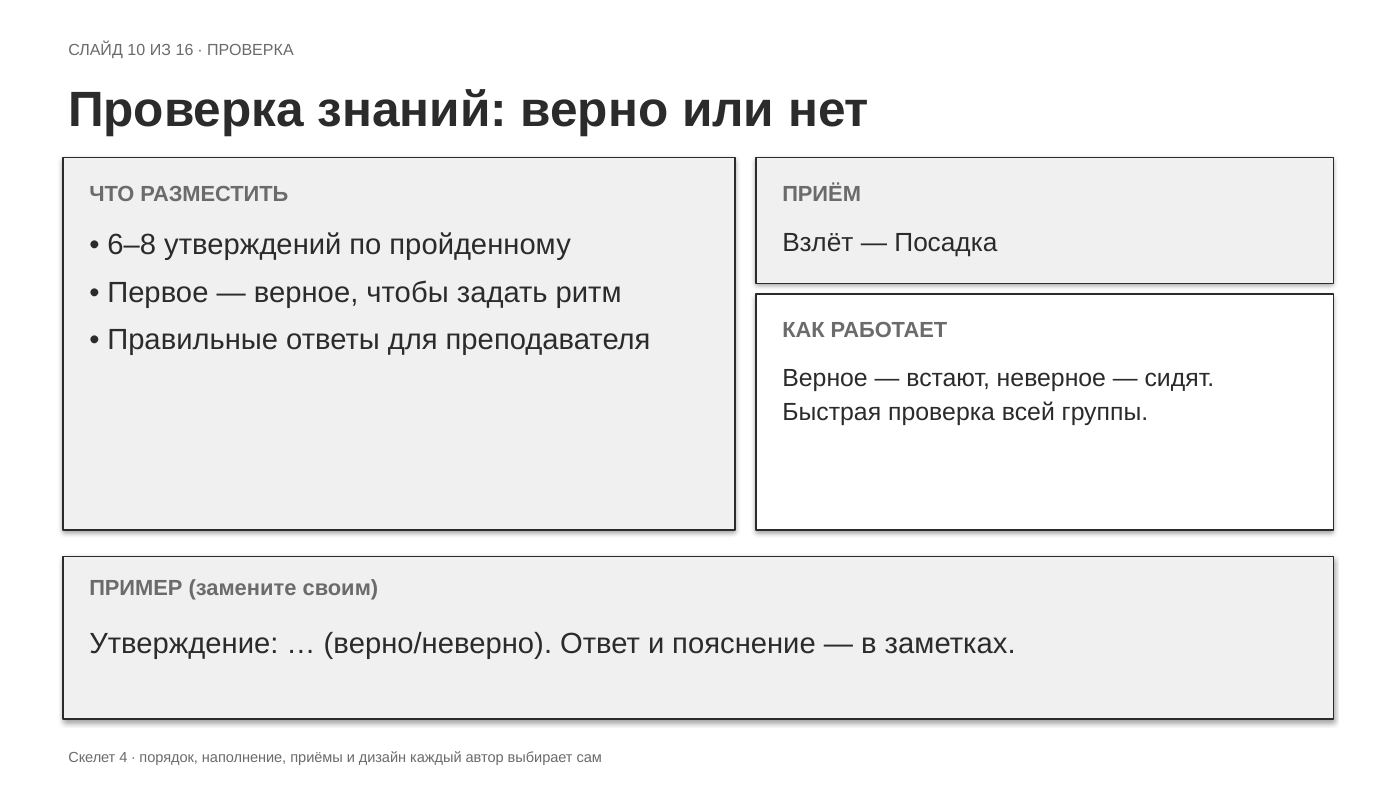 СЛАЙД 10 ИЗ 16 · ПРОВЕРКА
Проверка знаний: верно или нет
ЧТО РАЗМЕСТИТЬ
• 6–8 утверждений по пройденному
• Первое — верное, чтобы задать ритм
• Правильные ответы для преподавателя
ПРИЁМ
Взлёт — Посадка
КАК РАБОТАЕТ
Верное — встают, неверное — сидят.
Быстрая проверка всей группы.
ПРИМЕР (замените своим)
Утверждение: … (верно/неверно). Ответ и пояснение — в заметках.
Скелет 4 · порядок, наполнение, приёмы и дизайн каждый автор выбирает сам